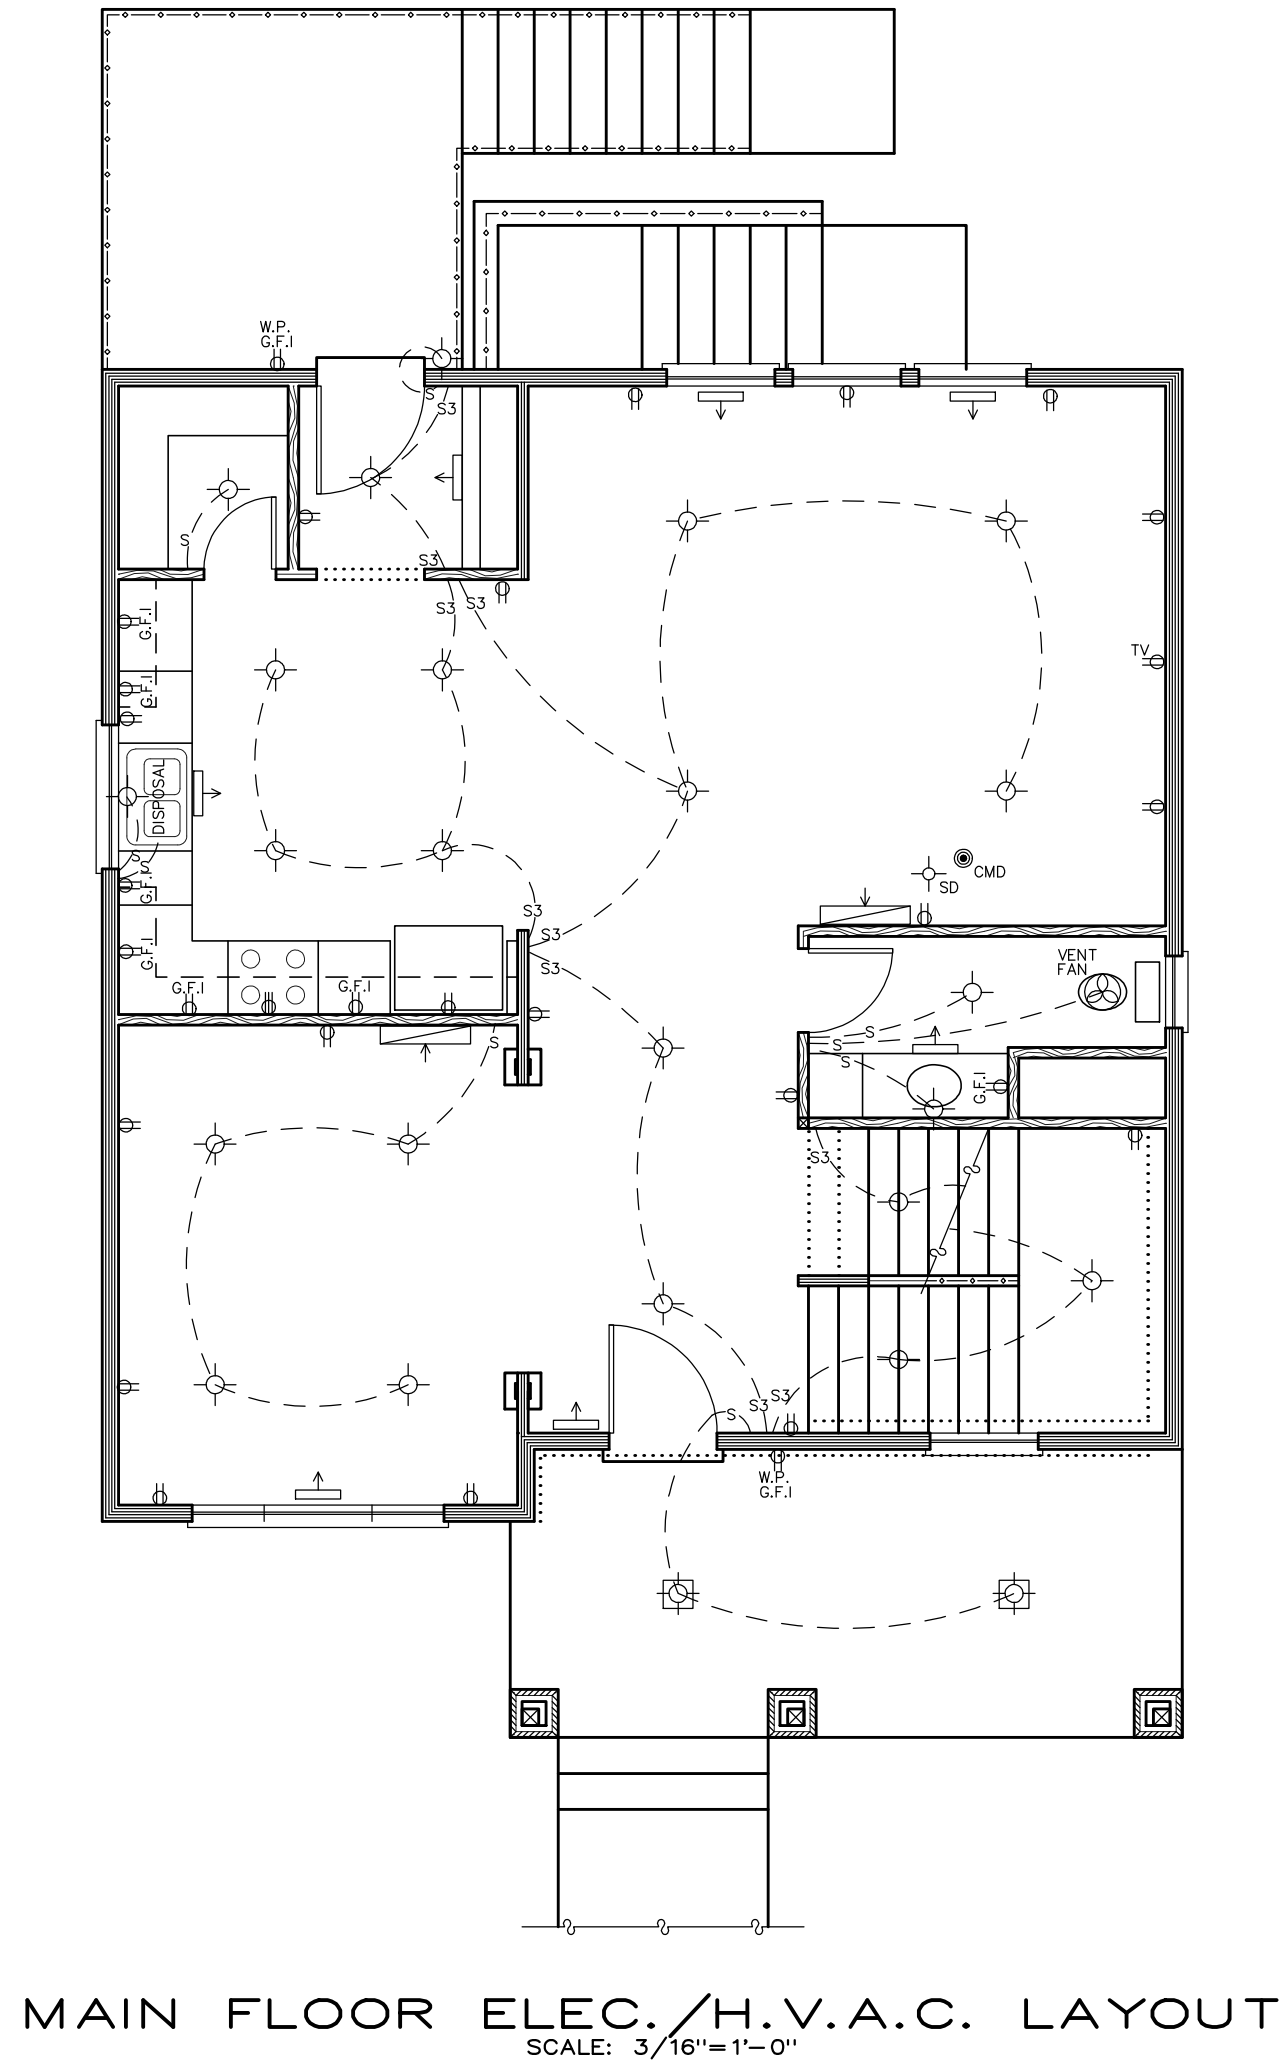 W.P.
G.F.I
S
S3
S
S3
S3
S3
G.F.I
TV
G.F.I
DISPOSAL
S
S
G.F.I
CMD
SD
S3
S3
G.F.I
S3
VENT
FAN
G.F.I
G.F.I
S
S
S
S
G.F.I
S3
S3
S3
S
W.P.
G.F.I
MAIN FLOOR ELEC./H.V.A.C. LAYOUT
SCALE: 3/16"=1'-0"